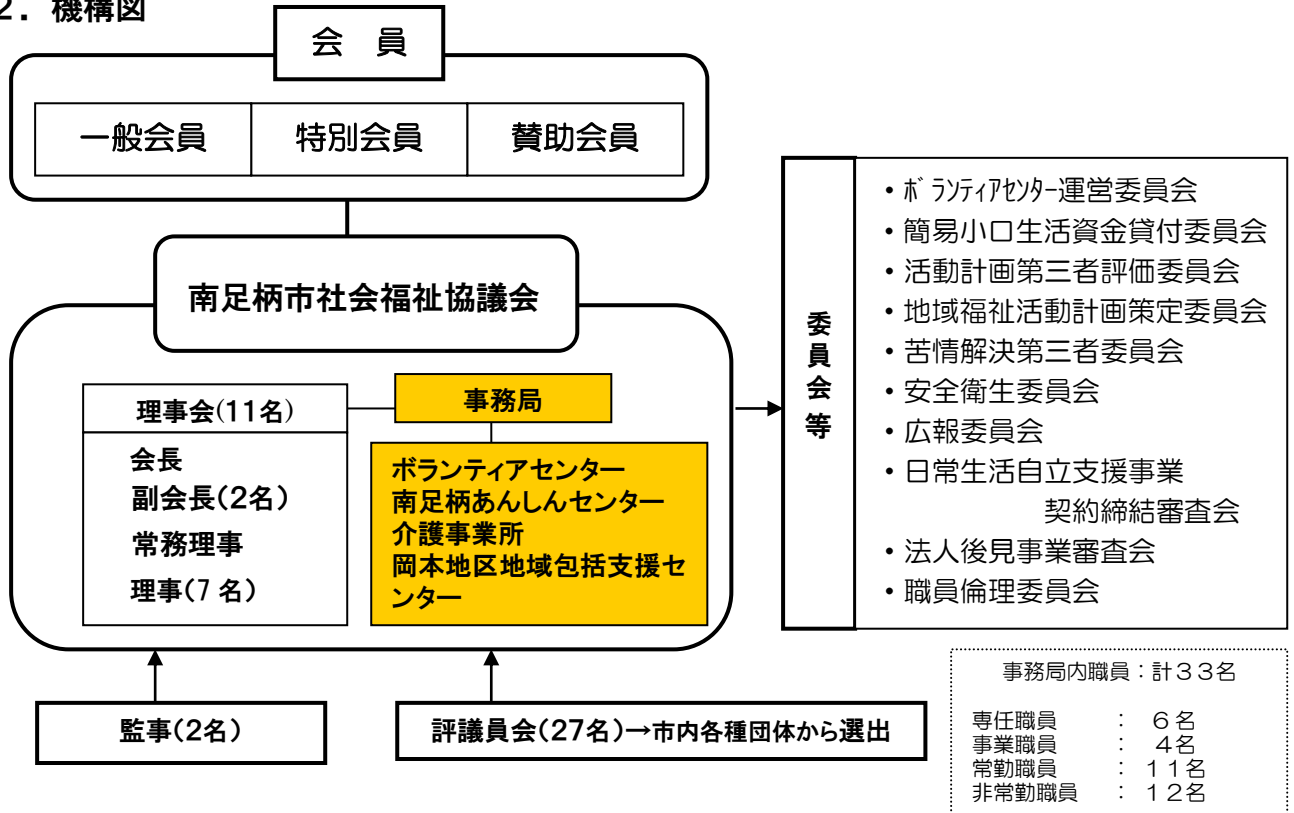 2．機構図
会　員
一般会員
特別会員
賛助会員
南足柄市社会福祉協議会
理事会(11名)
会長
副会長(2名)
常務理事
理事(7 名)
事務局
ボランティアセンター
南足柄あんしんセンター
介護事業所
岡本地区地域包括支援セ
ンター
監事(2名)
評議員会(27名)→市内各種団体から選出
委員会等
・ボランティアセンター運営委員会
・簡易小口生活資金貸付委員会
・活動計画第三者評価委員会
・地域福祉活動計画策定委員会
・苦情解決第三者委員会
・安全衛生委員会
・広報委員会
・日常生活自立支援事業
契約締結審査会
・法人後見事業審査会
・職員倫理委員会
事務局内職員：計３３名
専任職員　：　６名
事業職員　：　４名
常勤職員　：　１１名
非常勤職員　：　１２名